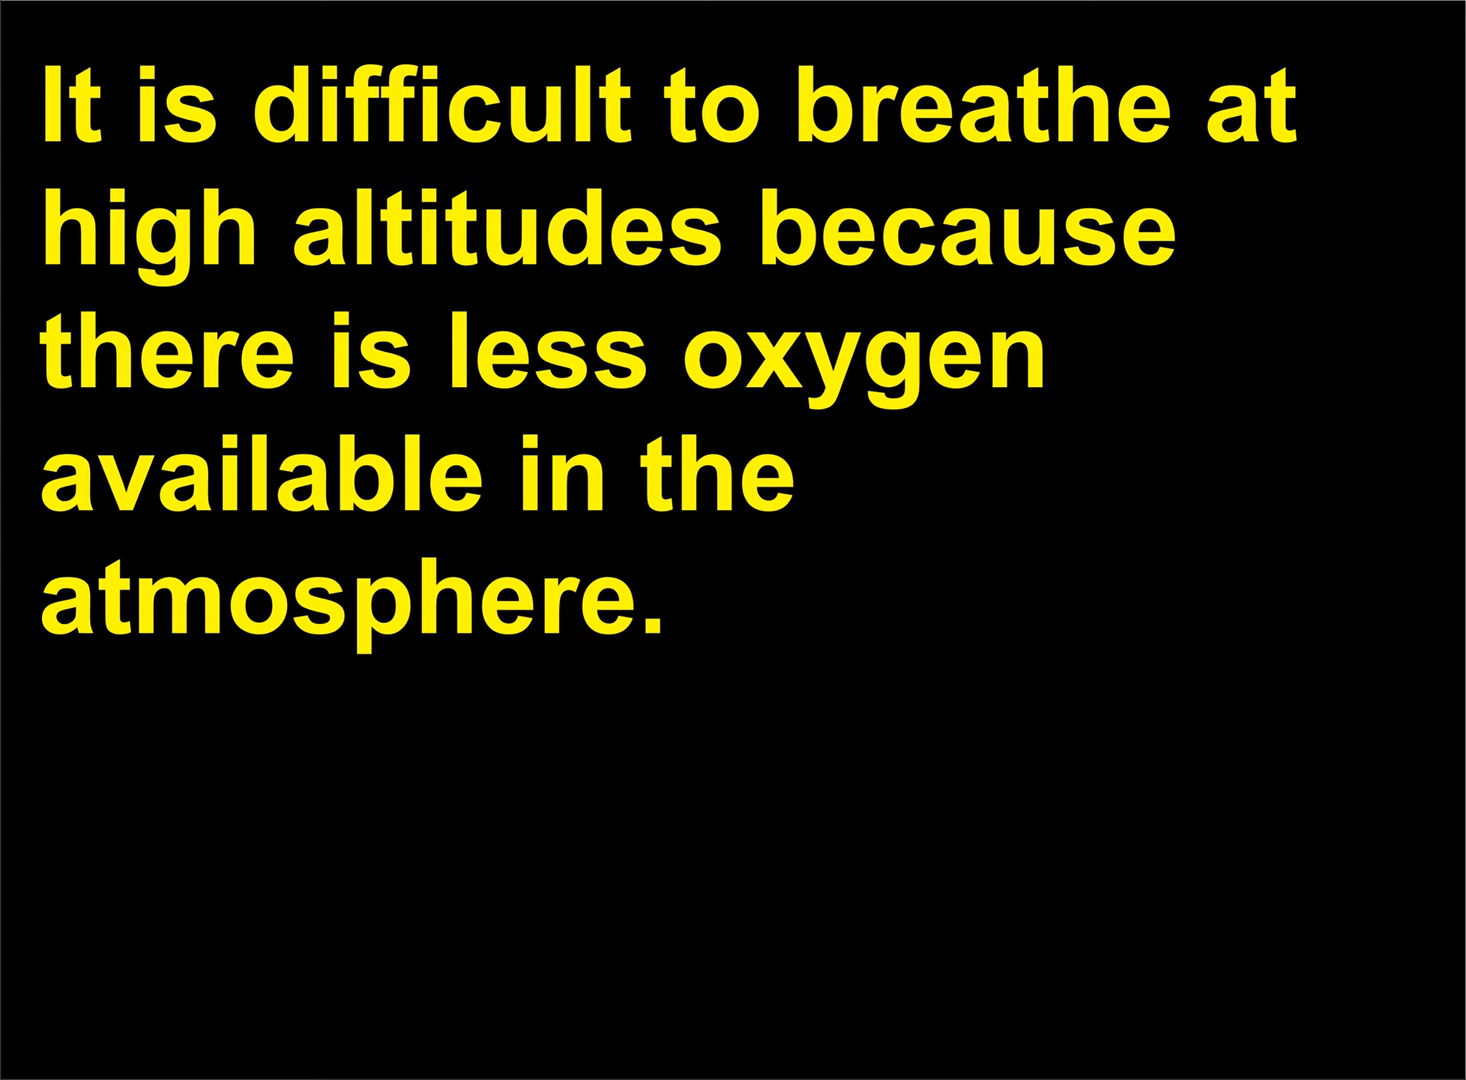 It is difficult to breathe at
high altitudes because
there is less oxygen
available in the
atmosphere.